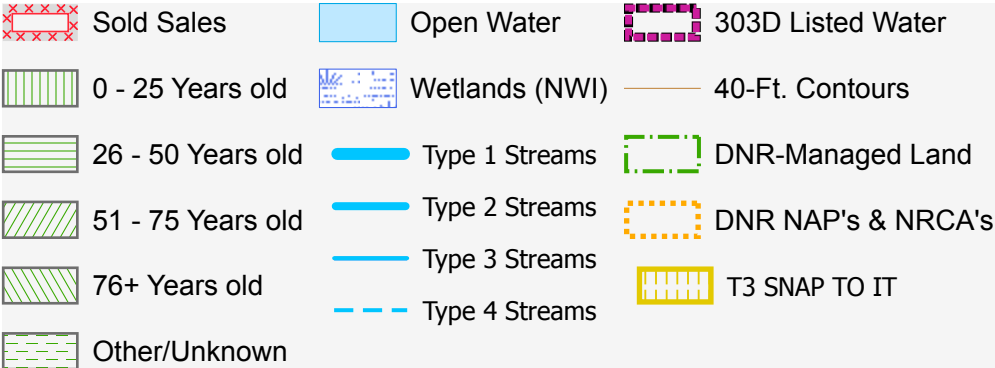 Sold Sales
0 - 25 Years old
26 - 50 Years old
51 - 75 Years old
76+ Years old
Other/Unknown
Open Water
Wetlands (NWI)
Type 1 Streams
Type 2 Streams
Type 3 Streams
Type 4 Streams
303D Listed Water
40-Ft. Contours
DNR-Managed Land
DNR NAP's & NRCA's
T3 SNAP TO IT